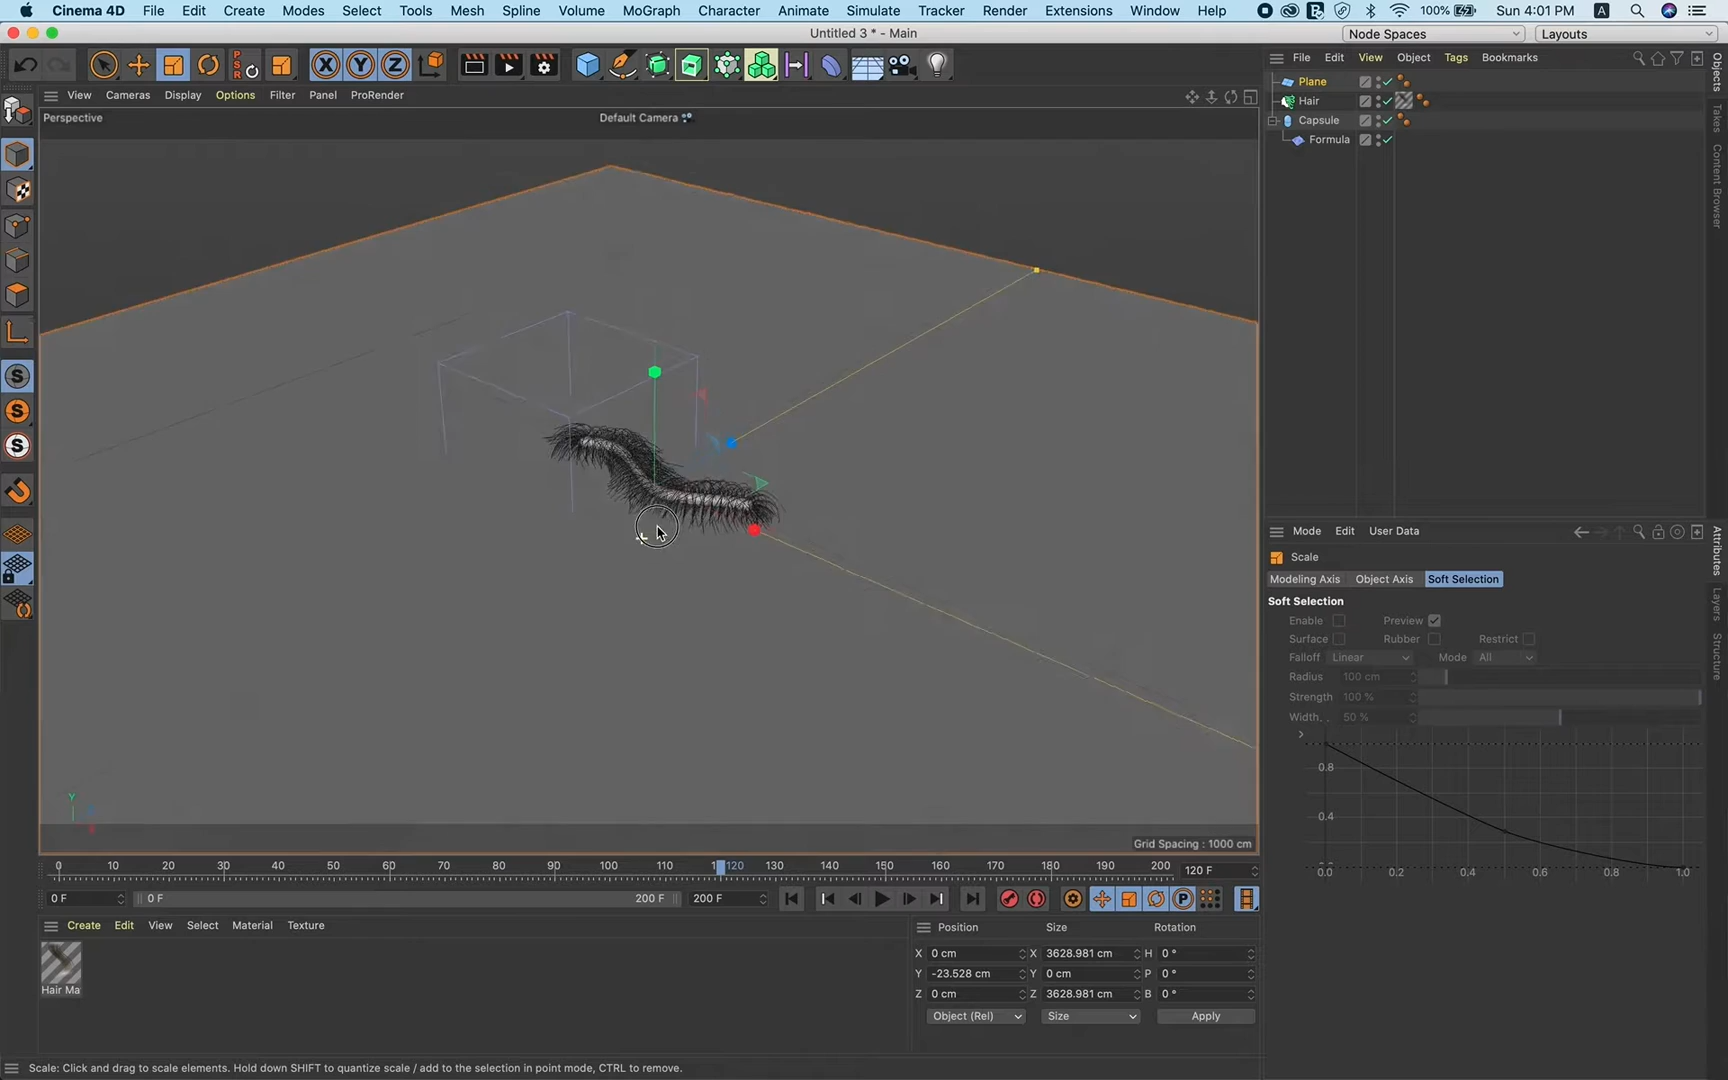 Cinema 4D File Edit Create Modes Select Tools Mesh Spline Volume MoGraph Character Animate Simulate Tracker Render Extensions Window Help 100% Sun 4:01 PM A
Untitled 3 * - Main
Node Spaces Layouts
PSR X Y Z
File Edit View Object Tags Bookmarks
View Cameras Display Options Filter Panel ProRender
Perspective Default Camera
Plane
Hair
Capsule
Formula
Objects
Takes
Content Browser
S
S
S
Mode Edit User Data
Scale
Modeling Axis Object Axis Soft Selection
Soft Selection
Enable Preview
Surface Rubber Restrict
Falloff Linear Mode All
Radius 100 cm
Strength 100 %
Width. . 50 %
0.8
0.4
0.0 0.2 0.4 0.6 0.8 1.0
Attributes
Layers
Structure
Y
Grid Spacing : 1000 cm
0 10 20 30 40 50 60 70 80 90 100 110 120 130 140 150 160 170 180 190 200 120 F
0 F 0 F 200 F 200 F P
Create Edit View Select Material Texture
Hair Ma
Position Size Rotation
X 0 cm X 3628.981 cm H 0 °
Y -23.528 cm Y 0 cm P 0 °
Z 0 cm Z 3628.981 cm B 0 °
Object (Rel) Size Apply
Scale: Click and drag to scale elements. Hold down SHIFT to quantize scale / add to the selection in point mode, CTRL to remove.